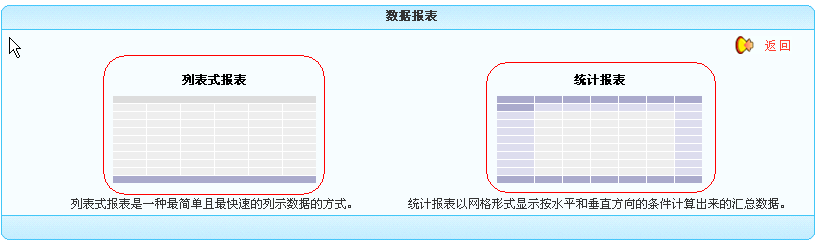 数据报表
返回
列表式报表
统计报表
列表式报表是一种最简单且最快速的列示数据的方式。
统计报表以网格形式显示按水平和垂直方向的条件计算出来的汇总数据。